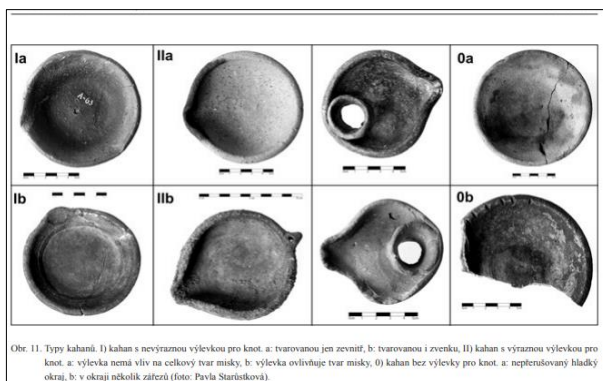 Ia
IIa
0a
Ib
IIb
0b
Obr. 11. Typy kahanů. I) kahan s nevýraznou výlevkou pro knot. a: tvarovanou jen zevnitř, b: tvarovanou i zvenku, II) kahan s výraznou výlevkou pro
knot. a: výlevka nemá vliv na celkový tvar misky, b: výlevka ovlivňuje tvar misky, 0) kahan bez výlevky pro knot. a: nepřerušovaný hladký
okraj, b: v okraji několik zářezů (foto: Pavla Starůstková).